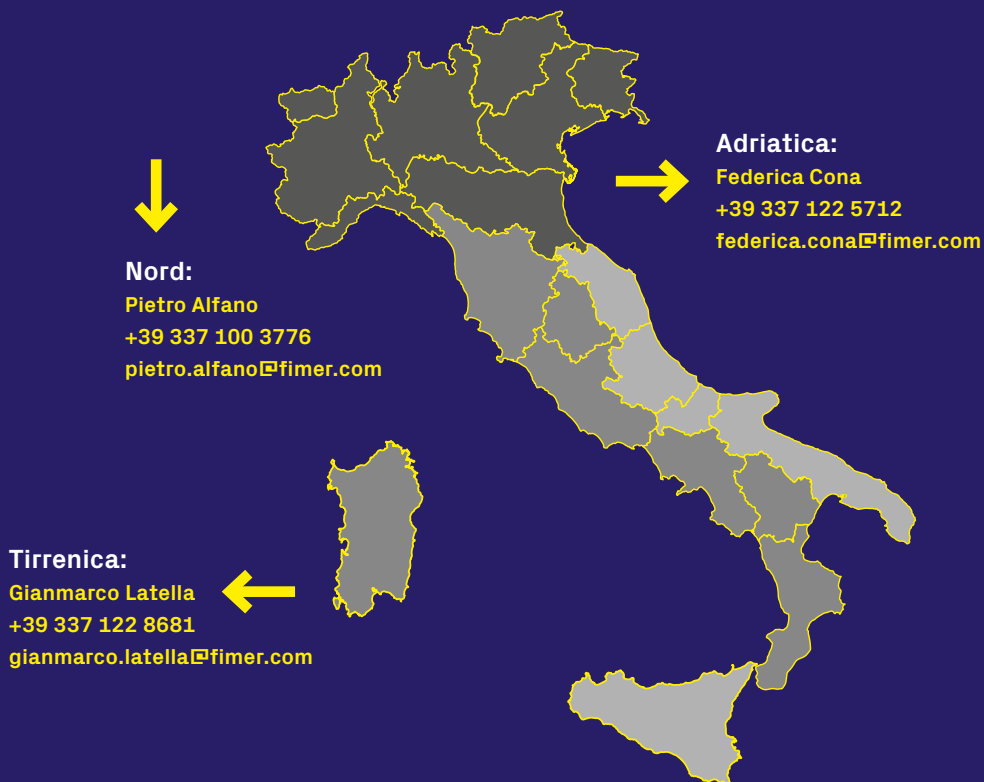 Adriatica:
Federica Cona
+39 337 122 5712
federica.cona@fimer.com
Nord:
Pietro Alfano
+39 337 100 3776
pietro.alfano@fimer.com
Tirrenica:
Gianmarco Latella
+39 337 122 8681
gianmarco.latella@fimer.com